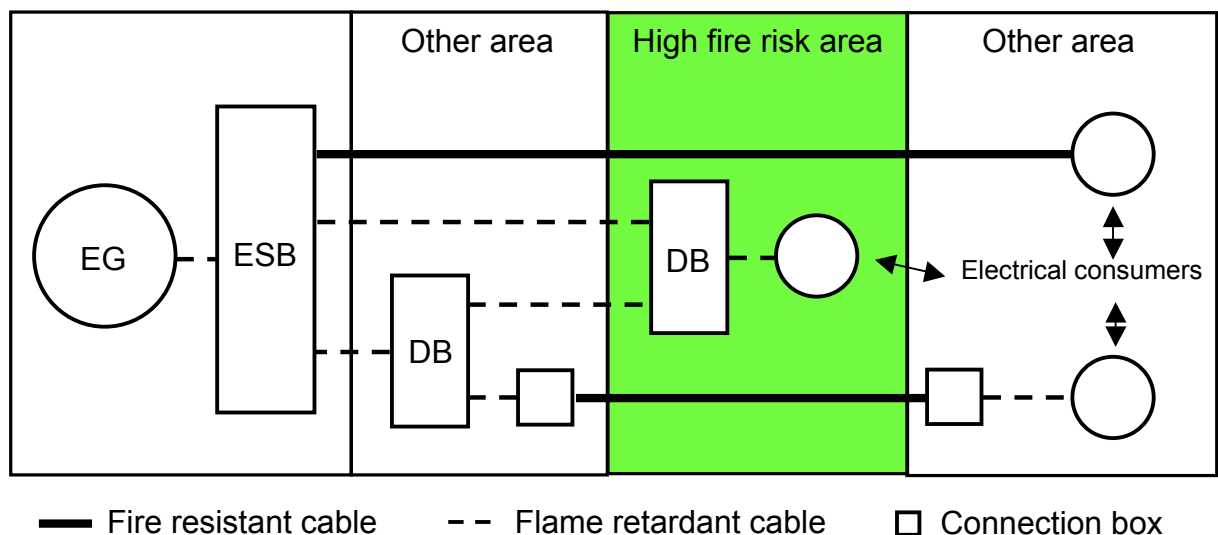 Other area
High fire risk area
Other area
EG
ESB
DB
DB
Electrical consumers
Fire resistant cable
Flame retardant cable
Connection box